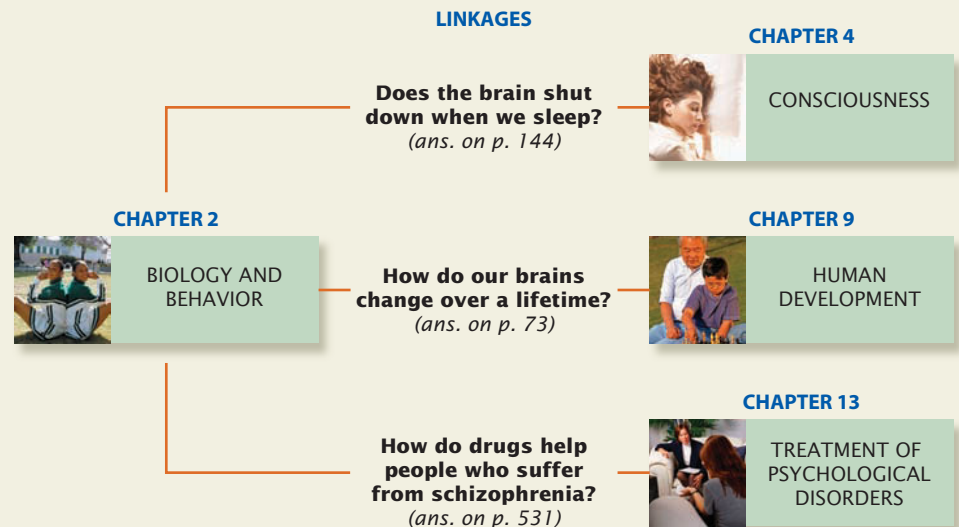 LINKAGES
CHAPTER 4
Does the brain shut
down when we sleep?
(ans. on p. 144)
CONSCIOUSNESS
CHAPTER 2
BIOLOGY AND
BEHAVIOR
How do our brains
change over a lifetime?
(ans. on p. 73)
CHAPTER 9
HUMAN
DEVELOPMENT
How do drugs help
people who suffer
from schizophrenia?
(ans. on p. 531)
CHAPTER 13
TREATMENT OF
PSYCHOLOGICAL
DISORDERS